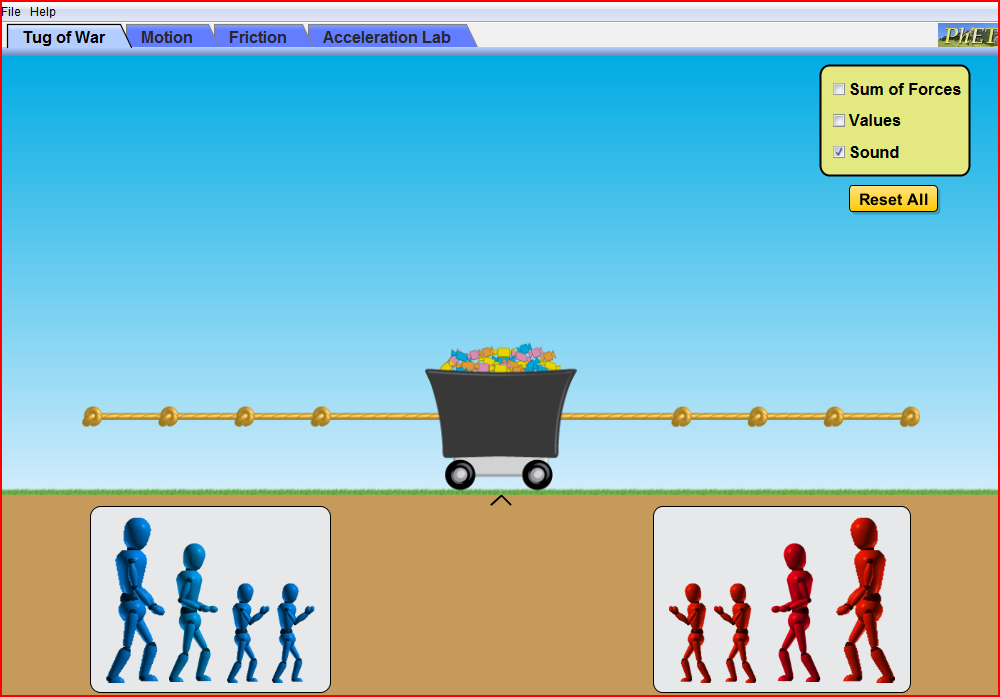 File Help
Tug of War Motion Friction Acceleration Lab PhET
Sum of Forces
Values
Sound
Reset All